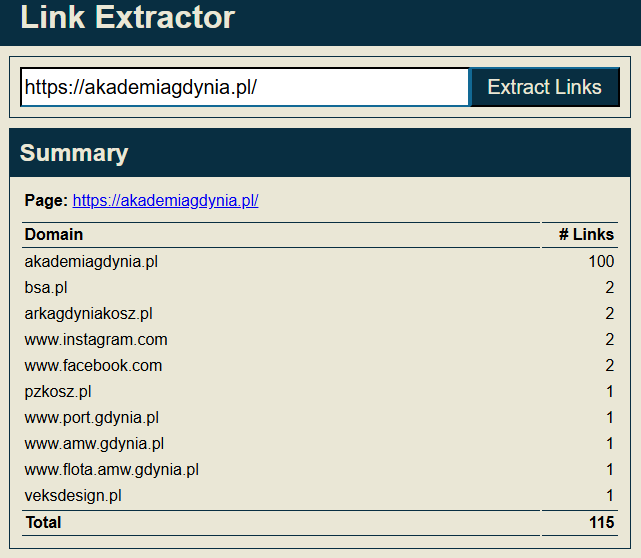 Link Extractor
https://akademiagdynia.pl/ Extract Links
Summary
Page: https://akademiagdynia.pl/
Domain # Links
akademiagdynia.pl 100
bsa.pl 2
arkagdyniakosz.pl 2
www.instagram.com 2
www.facebook.com 2
pzkosz.pl 1
www.port.gdynia.pl 1
www.amw.gdynia.pl 1
www.flota.amw.gdynia.pl 1
veksdesign.pl 1
Total 115